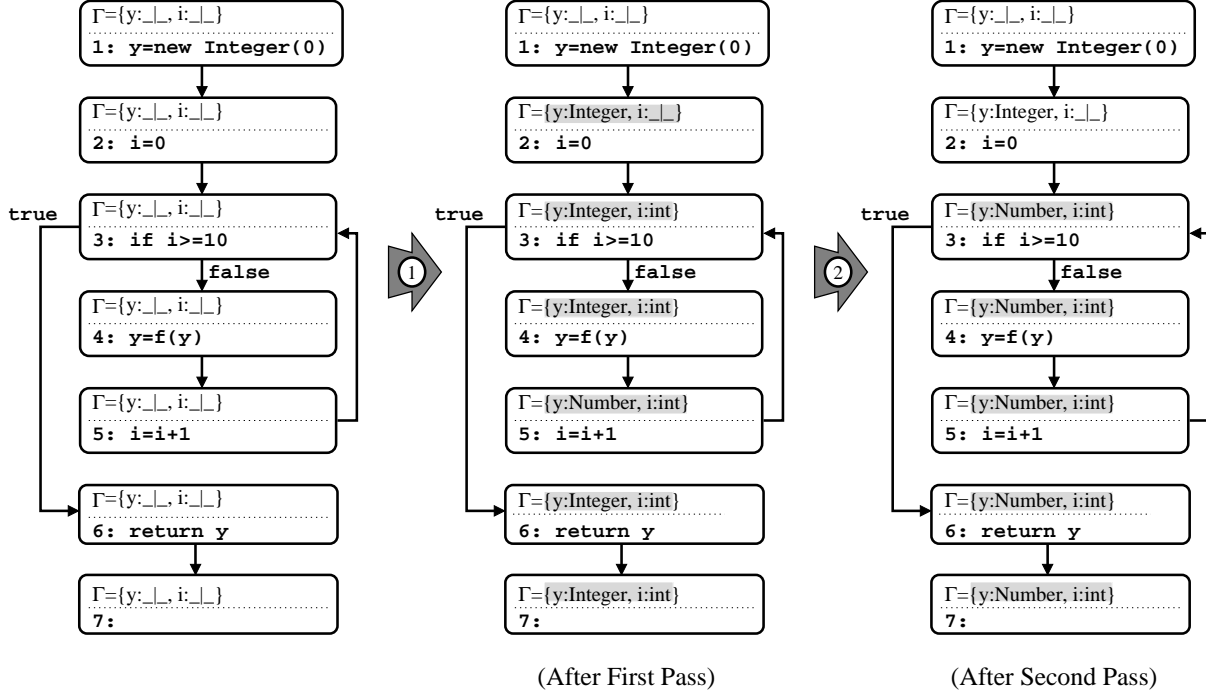 Γ={y:_|_, i:_|_}
1: y=new Integer(0)
Γ={y:_|_, i:_|_}
2: i=0
true
Γ={y:_|_, i:_|_}
3: if i>=10
false
Γ={y:_|_, i:_|_}
4: y=f(y)
Γ={y:_|_, i:_|_}
5: i=i+1
Γ={y:_|_, i:_|_}
6: return y
Γ={y:_|_, i:_|_}
7:
1
Γ={y:_|_, i:_|_}
1: y=new Integer(0)
Γ={y:Integer, i:_|_}
2: i=0
true
Γ={y:Integer, i:int}
3: if i>=10
false
Γ={y:Integer, i:int}
4: y=f(y)
Γ={y:Number, i:int}
5: i=i+1
Γ={y:Integer, i:int}
6: return y
Γ={y:Integer, i:int}
7:
(After First Pass)
2
Γ={y:_|_, i:_|_}
1: y=new Integer(0)
Γ={y:Integer, i:_|_}
2: i=0
true
Γ={y:Number, i:int}
3: if i>=10
false
Γ={y:Number, i:int}
4: y=f(y)
Γ={y:Number, i:int}
5: i=i+1
Γ={y:Number, i:int}
6: return y
Γ={y:Number, i:int}
7:
(After Second Pass)